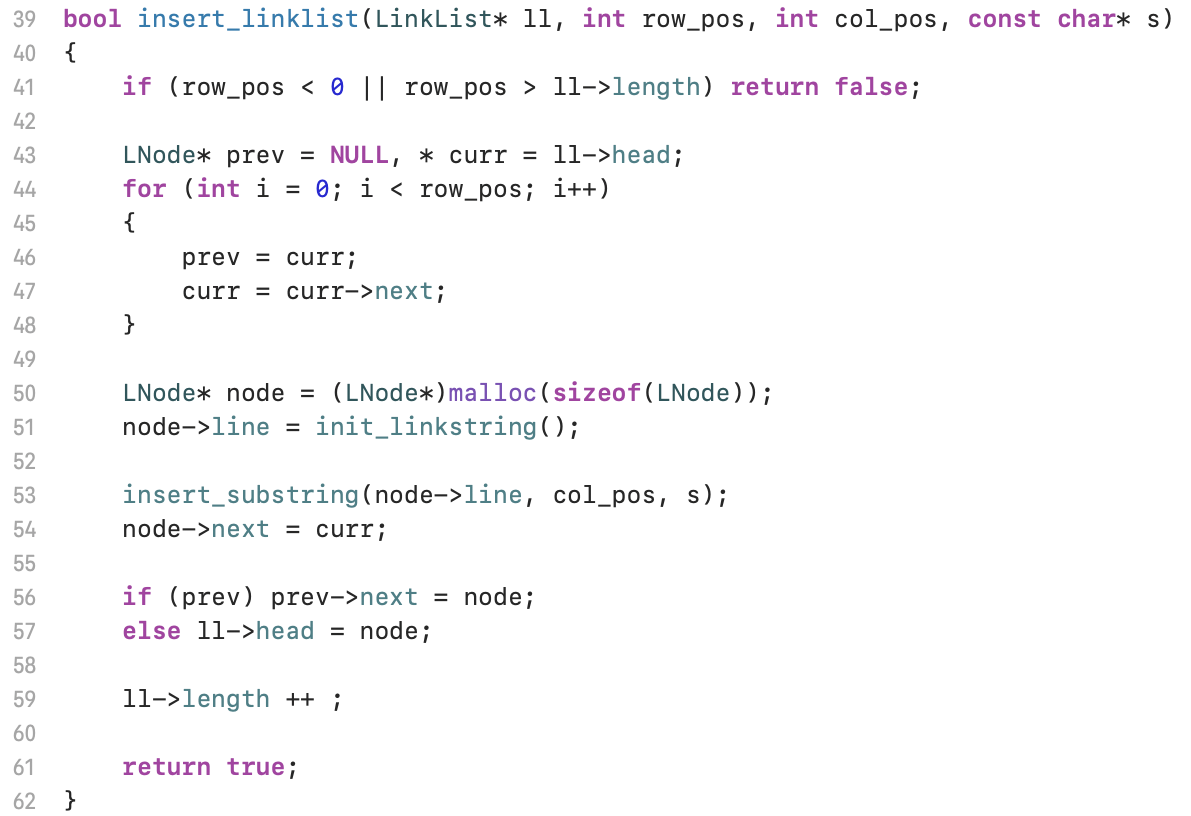 39 bool insert_linklist(LinkList* ll, int row_pos, int col_pos, const char* s)
40 {
41     if (row_pos < 0 || row_pos > ll->length) return false;
42
43     LNode* prev = NULL, * curr = ll->head;
44     for (int i = 0; i < row_pos; i++)
45     {
46         prev = curr;
47         curr = curr->next;
48     }
49
50     LNode* node = (LNode*)malloc(sizeof(LNode));
51     node->line = init_linkstring();
52
53     insert_substring(node->line, col_pos, s);
54     node->next = curr;
55
56     if (prev) prev->next = node;
57     else ll->head = node;
58
59     ll->length ++ ;
60
61     return true;
62 }